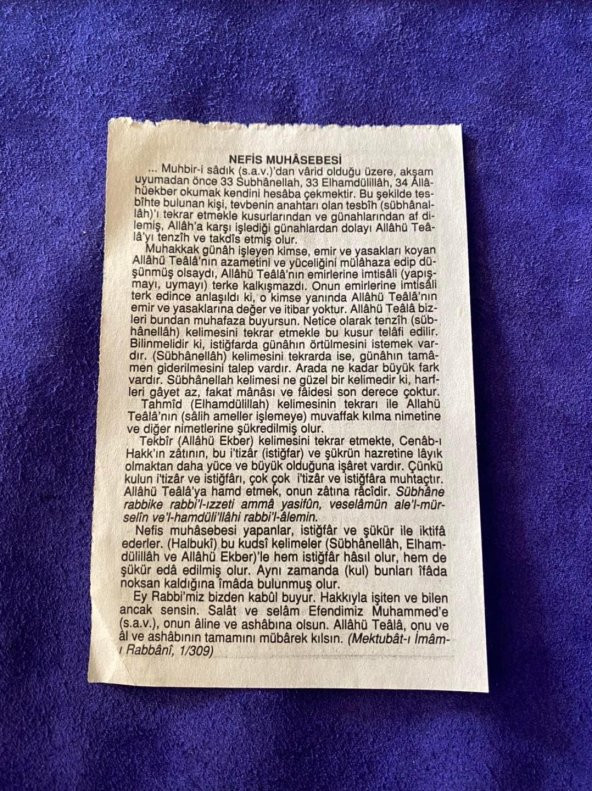 NEFİS MUHÂSEBESİ
... Muhbir-i sâdık (s.a.v.)'dan vârid olduğu üzere, akşam
uyumadan önce 33 Subhânellah, 33 Elhamdülillâh, 34 Allâ-
hüekber okumak kendini hesâba çekmektir. Bu şekilde tes-
bîhte bulunan kişi, tevbenin anahtarı olan tesbîh (sübhânal-
lâh)'ı tekrar etmekle kusurlarından ve günahlarından af di-
lemiş, Allâh'a karşı işlediği günahlardan dolayı Allâhü Teâ-
lâ'yı tenzîh ve takdîs etmiş olur.
Muhakkak günâh işleyen kimse, emir ve yasakları koyan
Allâhü Teâlâ'nın azametini ve yüceliğini mülâhaza edip dü-
şünmüş olsaydı, Allâhü Teâlâ'nın emirlerine imtisâli (yapış-
mayı, uymayı) terke kalkışmazdı. Onun emirlerine imtisâli
terk edince anlaşıldı ki, o kimse yanında Allâhü Teâlâ'nın
emir ve yasaklarına değer ve itibar yoktur. Allâhü Teâlâ biz-
leri bundan muhafaza buyursun. Netice olarak tenzîh (süb-
hânellâh) kelimesini tekrar etmekle bu kusur telâfi edilir.
Bilinmelidir ki, istiğfarda günâhın örtülmesini istemek var-
dır. (Sübhânellâh) kelimesini tekrarda ise, günâhın tamâ-
men giderilmesini talep vardır. Arada ne kadar büyük fark
vardır. Sübhânellah kelimesi ne güzel bir kelimedir ki, harf-
leri gâyet az, fakat mânâsı ve fâidesi son derece çoktur.
Tahmîd (Elhamdülillah) kelimesinin tekrarı ile Allahü
Teâlâ'nın (sâlih ameller işlemeye) muvaffak kılma nimetine
ve diğer nimetlerine şükredilmiş olur.
Tekbîr (Allâhü Ekber) kelimesini tekrar etmekte, Cenâb-ı
Hakk'ın zâtının, bu i'tizâr (istiğfar) ve şükrün hazretine lâyık
olmaktan daha yüce ve büyük olduğuna işâret vardır. Çünkü
kulun i'tizar ve istiğfârı, çok çok i'tizâr ve istiğfâra muhtaçtır.
Allâhü Teâlâ'ya hamd etmek, onun zâtına râcîdir. Sübhâne
rabbike rabbi'l-ızzeti ammâ yasifûn, veselâmün ale'l-mür-
selîn ve'l-hamdüli'llâhi rabbi'l-âlemin.
Nefis muhâsebesi yapanlar, istiğfâr ve şükür ile iktifâ
ederler. (Halbukî) bu kudsî kelimeler (Sübhânellâh, Elham-
dülillâh ve Allâhü Ekber)'le hem istiğfâr hâsıl olur, hem de
şükür edâ edilmiş olur. Aynı zamanda (kul) bunları îfâda
noksan kaldığına îmâda bulunmuş olur.
Ey Rabbi'miz bizden kabûl buyur. Hakkıyla işiten ve bilen
ancak sensin. Salât ve selâm Efendimiz Muhammed'e
(s.a.v.), onun âline ve ashâbına olsun. Allâhü Teâlâ, onu ve
âl ve ashâbının tamamını mübârek kılsın. (Mektubât-ı İmâm-
ı Rabbânî, 1/309)